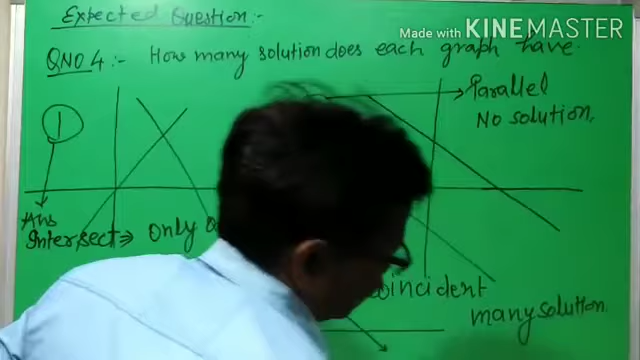 Expected Question:-
Made with KINEMASTER
QNO 4:- How many solution does each graph have.
Parallel
No solution.
1
Ans
Intersect⇒ Only
coincident
many solution.